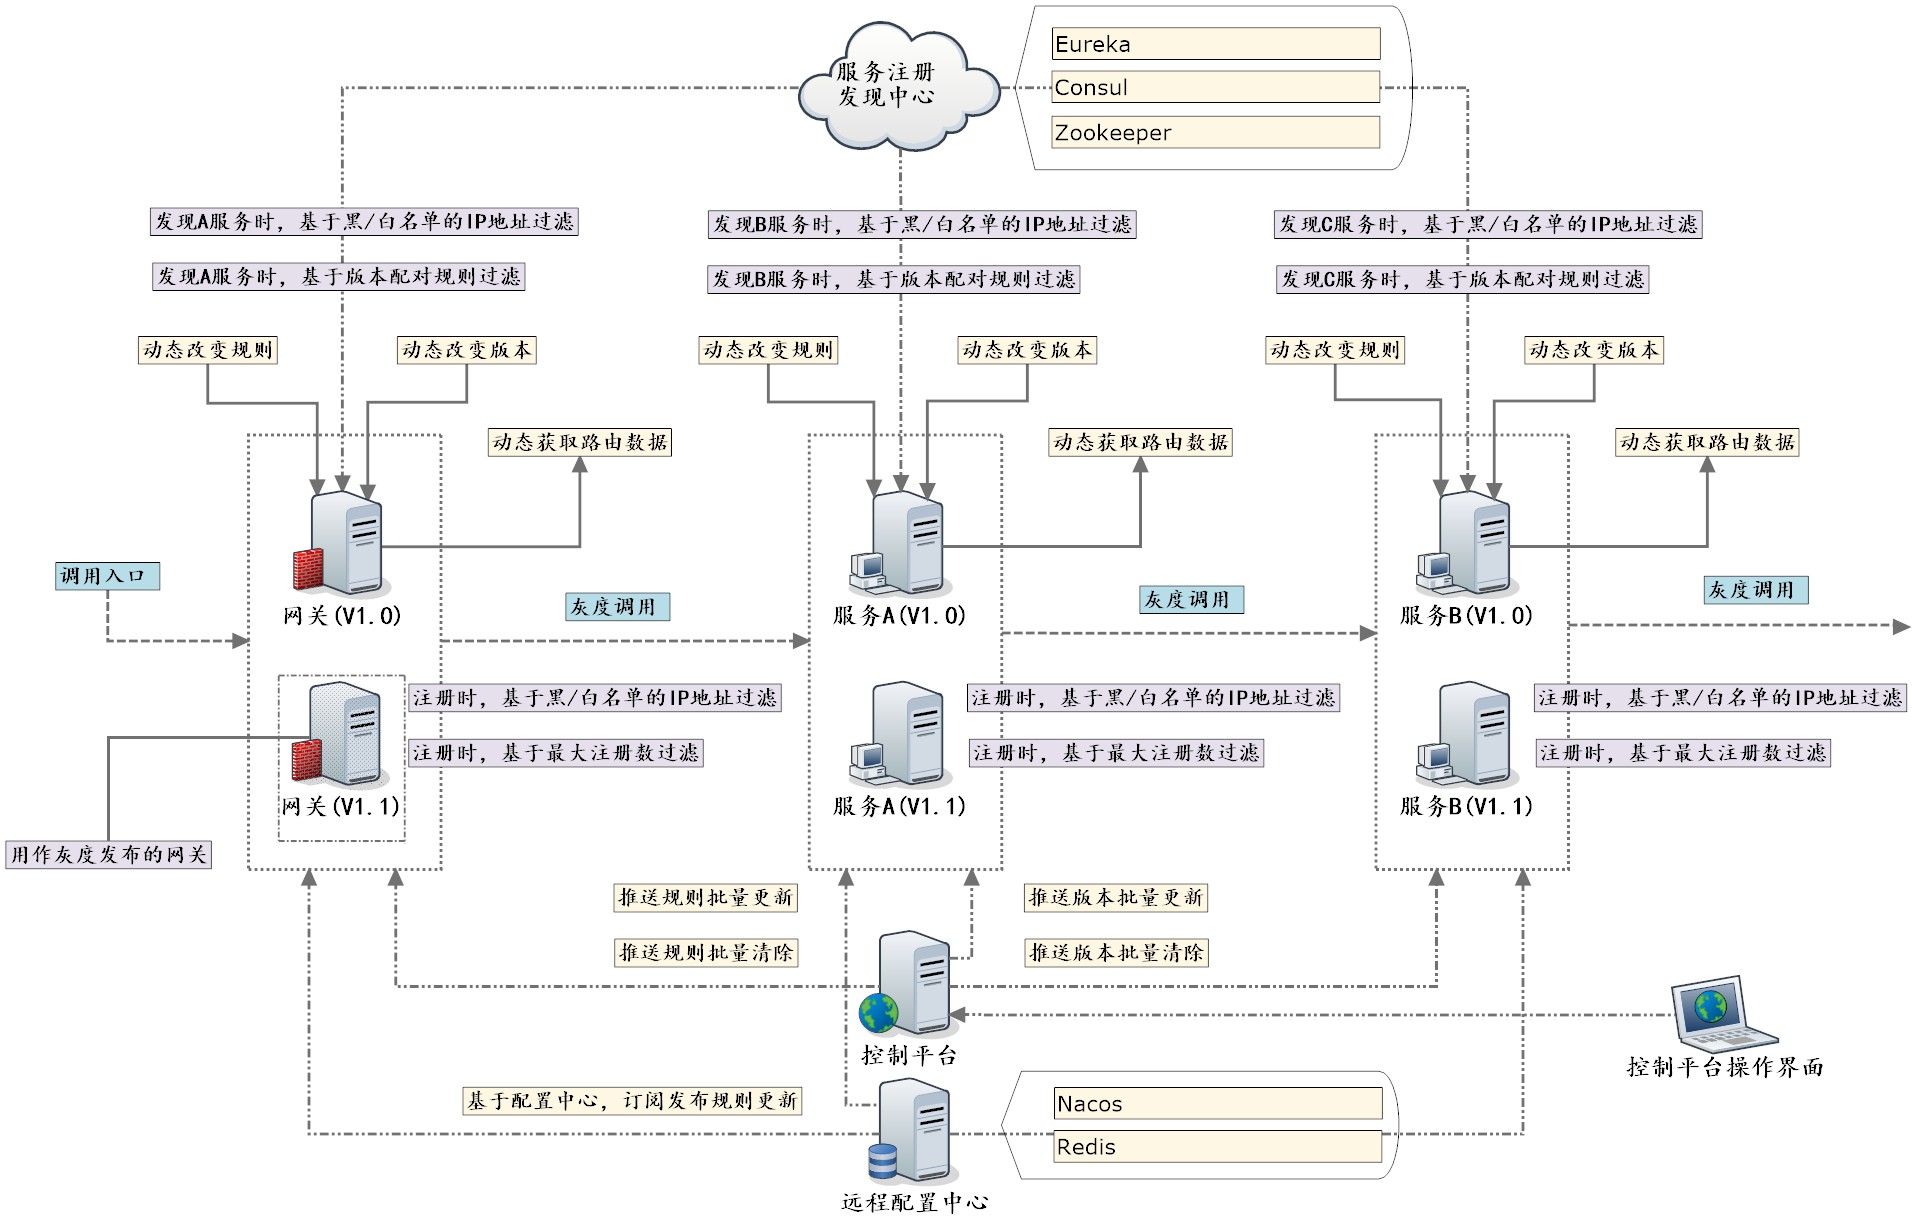 服务注册
发现中心
Eureka
Consul
Zookeeper
发现A服务时，基于黑/白名单的IP地址过滤
发现B服务时，基于黑/白名单的IP地址过滤
发现C服务时，基于黑/白名单的IP地址过滤
发现A服务时，基于版本配对规则过滤
发现B服务时，基于版本配对规则过滤
发现C服务时，基于版本配对规则过滤
动态改变规则
动态改变版本
动态改变规则
动态改变版本
动态改变规则
动态改变版本
动态获取路由数据
动态获取路由数据
动态获取路由数据
调用入口
网关(V1.0)
灰度调用
服务A(V1.0)
灰度调用
服务B(V1.0)
灰度调用
注册时，基于黑/白名单的IP地址过滤
注册时，基于黑/白名单的IP地址过滤
注册时，基于黑/白名单的IP地址过滤
注册时，基于最大注册数过滤
注册时，基于最大注册数过滤
注册时，基于最大注册数过滤
网关(V1.1)
服务A(V1.1)
服务B(V1.1)
用作灰度发布的网关
推送规则批量更新
推送版本批量更新
推送规则批量清除
推送版本批量清除
控制平台
控制平台操作界面
基于配置中心，订阅发布规则更新
Nacos
Redis
远程配置中心